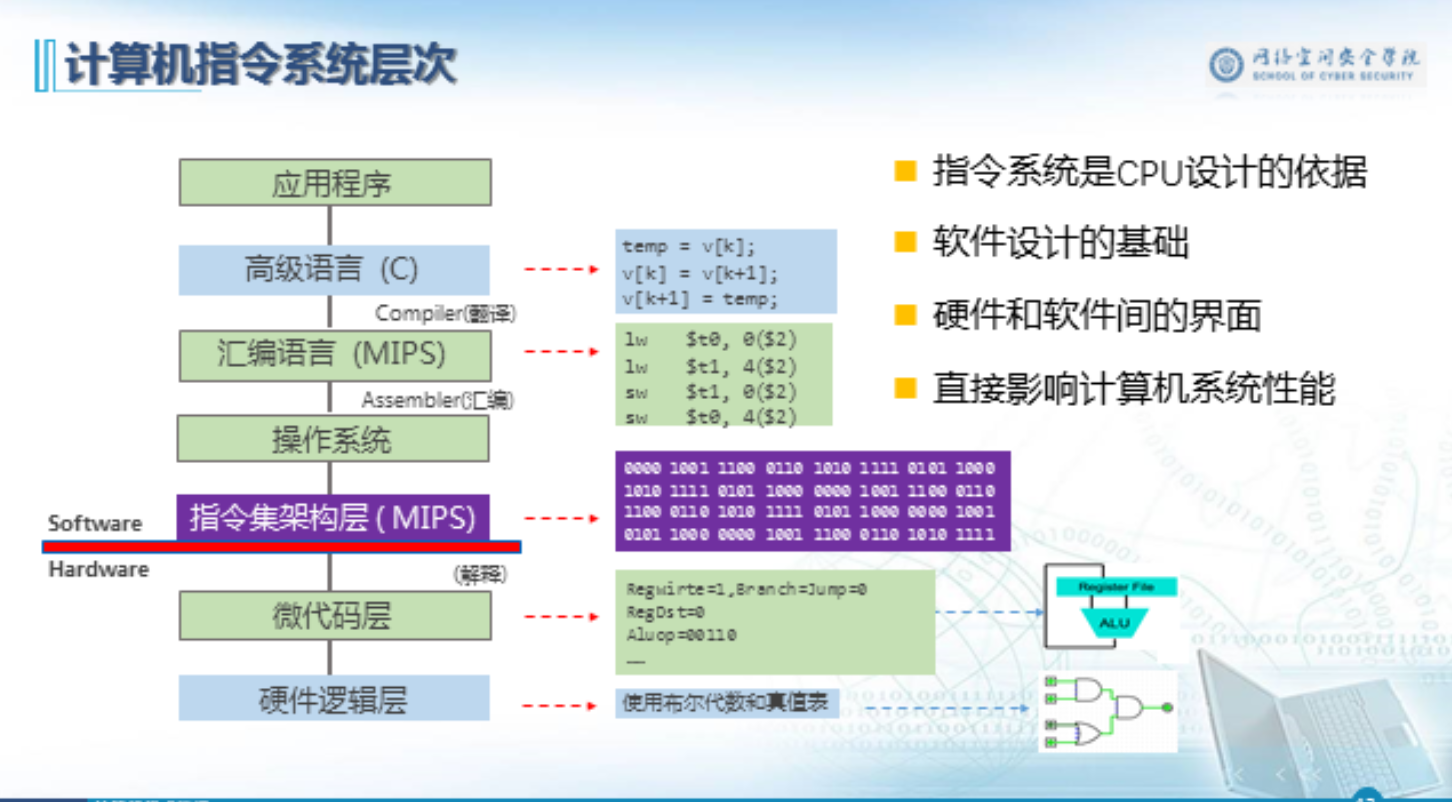 计算机指令系统层次
网络空间安全学院
SCHOOL OF CYBER SECURITY
应用程序
高级语言 (C)
Compiler(翻译)
汇编语言 (MIPS)
Assembler(汇编)
操作系统
指令集架构层 ( MIPS)
Software
Hardware
(解释)
微代码层
硬件逻辑层
temp = v[k];
v[k] = v[k+1];
v[k+1] = temp;
lw $t0, 0($2)
lw $t1, 4($2)
sw $t1, 0($2)
sw $t0, 4($2)
0000 1001 1100 0110 1010 1111 0101 1000
1010 1111 0101 1000 0000 1001 1100 0110
1100 0110 1010 1111 0101 1000 0000 1001
0101 1000 0000 1001 1100 0110 1010 1111
Regwirte=1,Branch=Jump=0
RegDst=0
Aluop=00110
使用布尔代数和真值表
Register File
ALU
指令系统是CPU设计的依据
软件设计的基础
硬件和软件间的界面
直接影响计算机系统性能